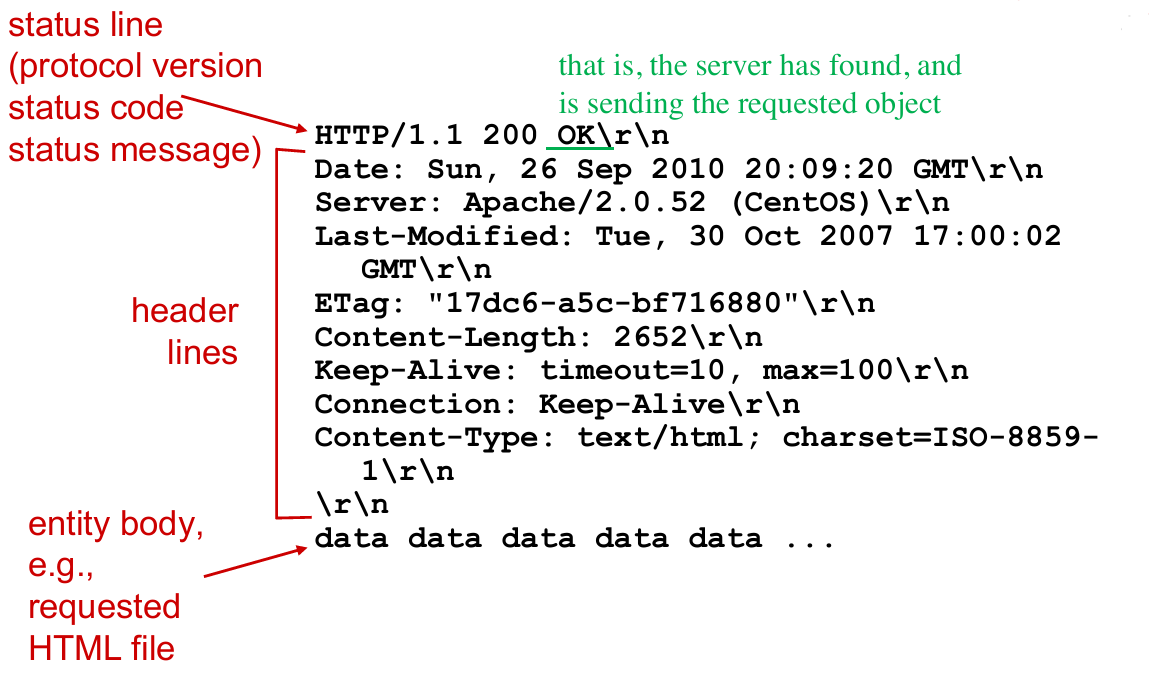 status line
(protocol version
status code
status message)
that is, the server has found, and
is sending the requested object
HTTP/1.1 200 OK\r\n
Date: Sun, 26 Sep 2010 20:09:20 GMT\r\n
Server: Apache/2.0.52 (CentOS)\r\n
Last-Modified: Tue, 30 Oct 2007 17:00:02
GMT\r\n
ETag: "17dc6-a5c-bf716880"\r\n
Content-Length: 2652\r\n
Keep-Alive: timeout=10, max=100\r\n
Connection: Keep-Alive\r\n
Content-Type: text/html; charset=ISO-8859-
1\r\n
\r\n
data data data data data ...
header
lines
entity body,
e.g.,
requested
HTML file